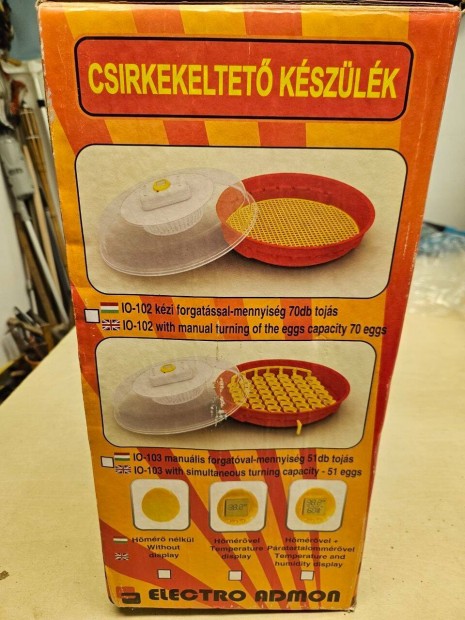 CSIRKEKELTETŐ KÉSZÜLÉK
IO-102 kézi forgatással-mennyiség 70db tojás
IO-102 with manual turning of the eggs capacity 70 eggs
IO-103 manuális forgatóval-mennyiség 51db tojás
IO-103 with simultaneous turning capacity - 51 eggs
Hőmérő nélkül
Without
display
Hőmérővel
Temperature
display
Hőmérővel +
Páratartalommérővel
Temperature and
humidity display
ELECTRO ADMON